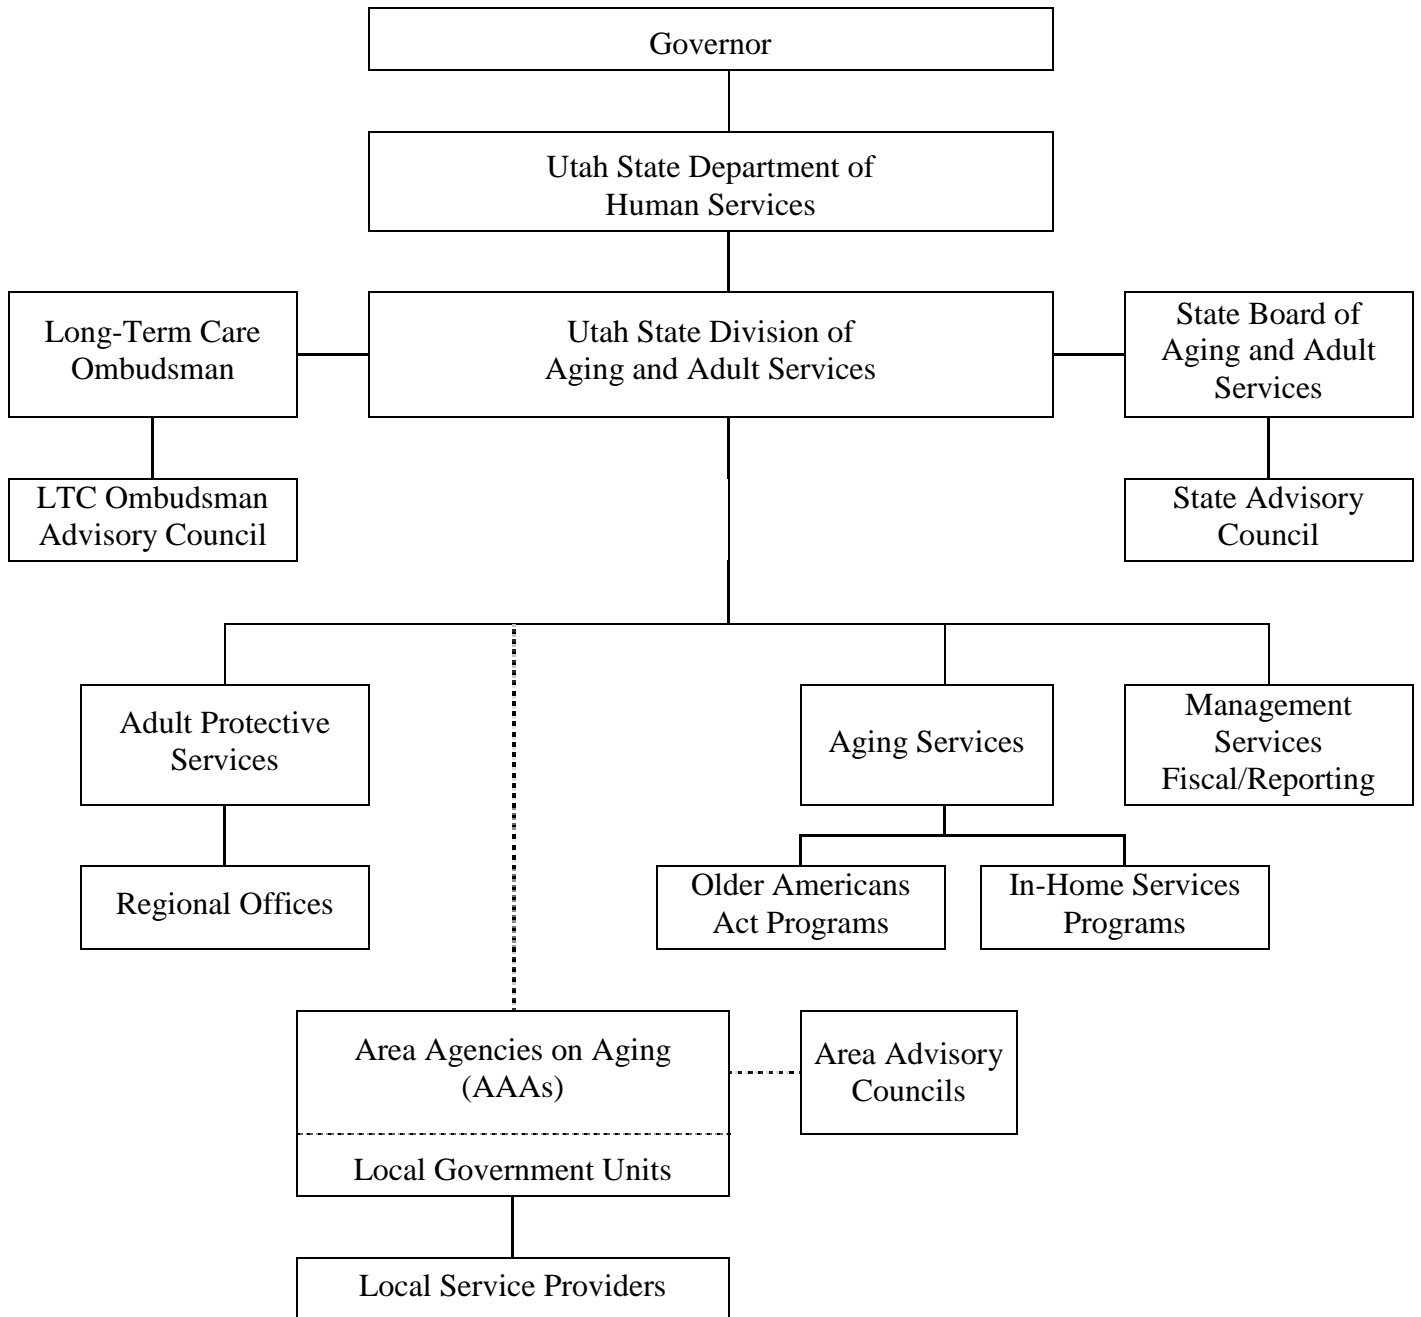 Governor
Utah State Department of
Human Services
Long-Term Care
Ombudsman
Utah State Division of
Aging and Adult Services
State Board of
Aging and Adult
Services
LTC Ombudsman
Advisory Council
State Advisory
Council
Adult Protective
Services
Aging Services
Management
Services
Fiscal/Reporting
Regional Offices
Older Americans
Act Programs
In-Home Services
Programs
Area Agencies on Aging
(AAAs)
Area Advisory
Councils
Local Government Units
Local Service Providers